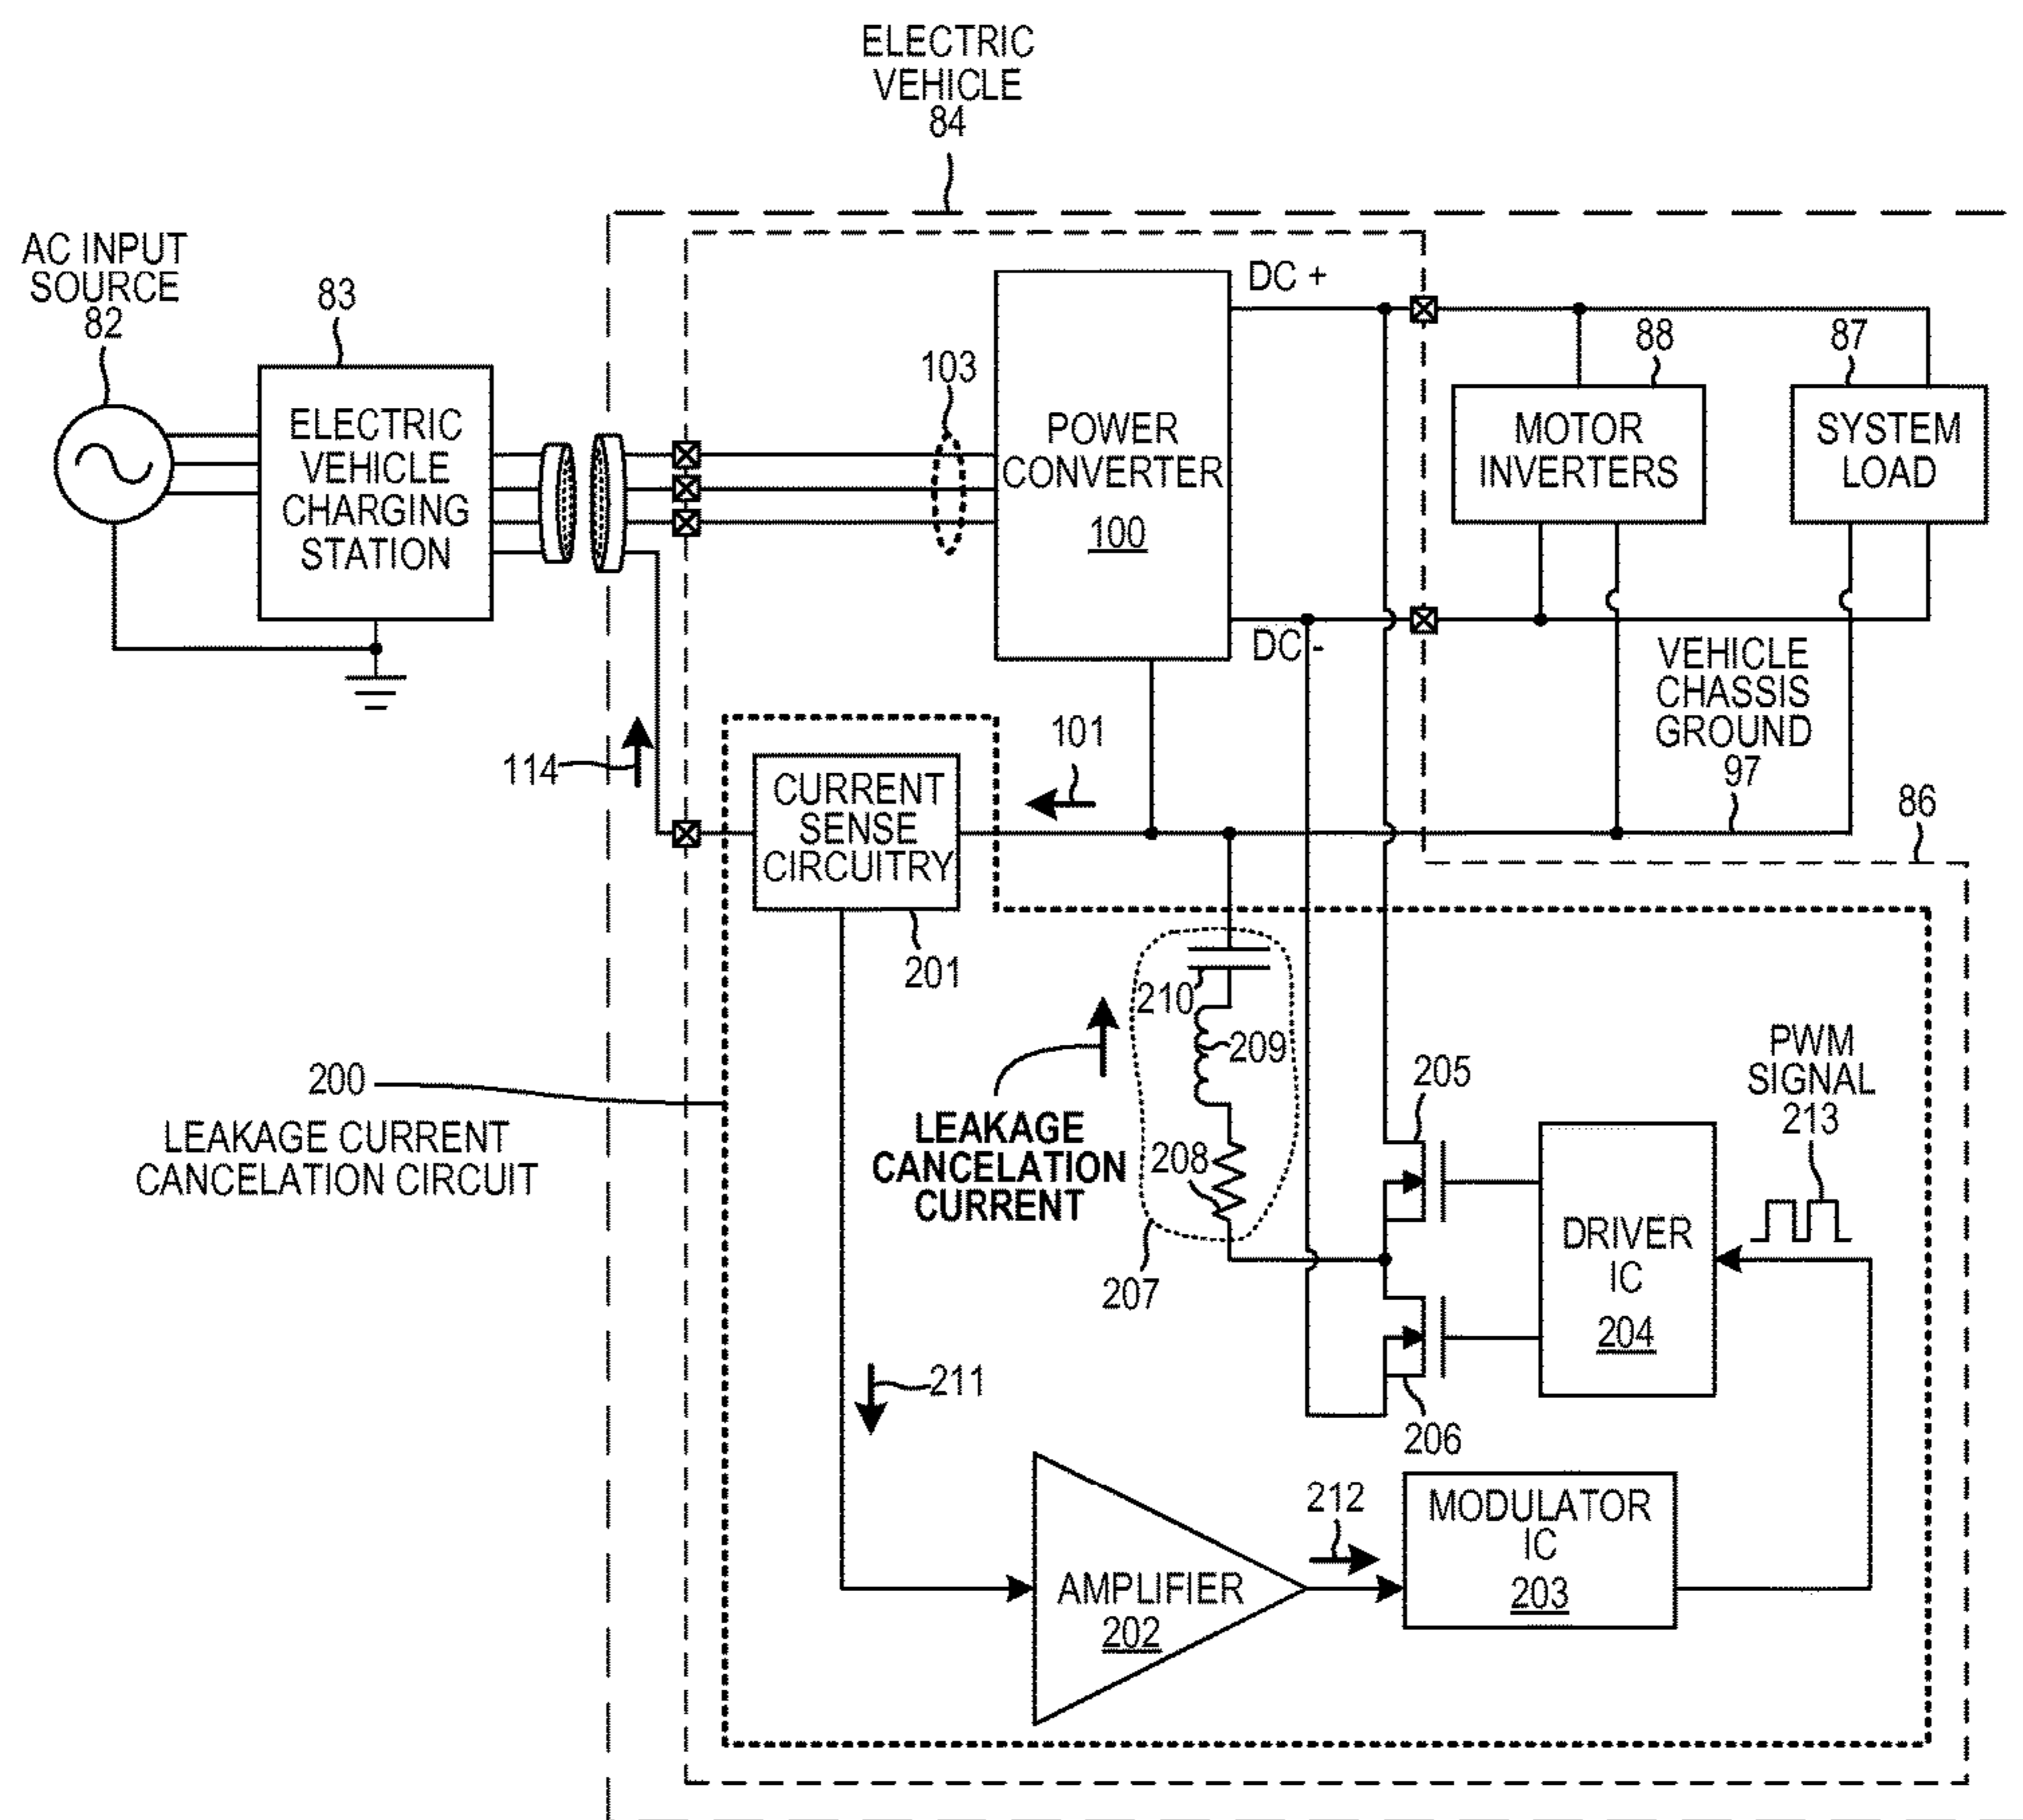 ELECTRIC
VEHICLE
84
AC INPUT
SOURCE
82
83
ELECTRIC
VEHICLE
CHARGING
STATION
103
POWER
CONVERTER
100
DC +
DC -
88
MOTOR
INVERTERS
87
SYSTEM
LOAD
VEHICLE
CHASSIS
GROUND
97
86
114
101
CURRENT
SENSE
CIRCUITRY
201
210
209
208
207
LEAKAGE
CANCELATION
CURRENT
200
LEAKAGE CURRENT
CANCELATION CIRCUIT
205
206
PWM
SIGNAL
213
DRIVER
IC
204
211
AMPLIFIER
202
212
MODULATOR
IC
203